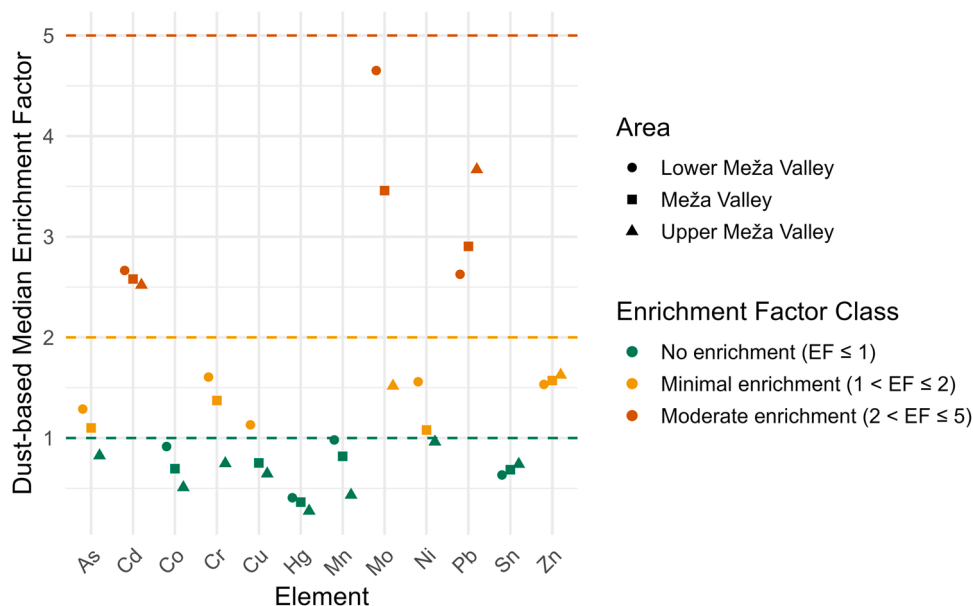 Dust-based Median Enrichment Factor
5
4
3
2
1
As
Cd
Co
Cr
Cu
Hg
Mn
Mo
Ni
Pb
Sn
Zn
Element
Area
Lower Meža Valley
Meža Valley
Upper Meža Valley
Enrichment Factor Class
No enrichment (EF ≤ 1)
Minimal enrichment (1 < EF ≤ 2)
Moderate enrichment (2 < EF ≤ 5)